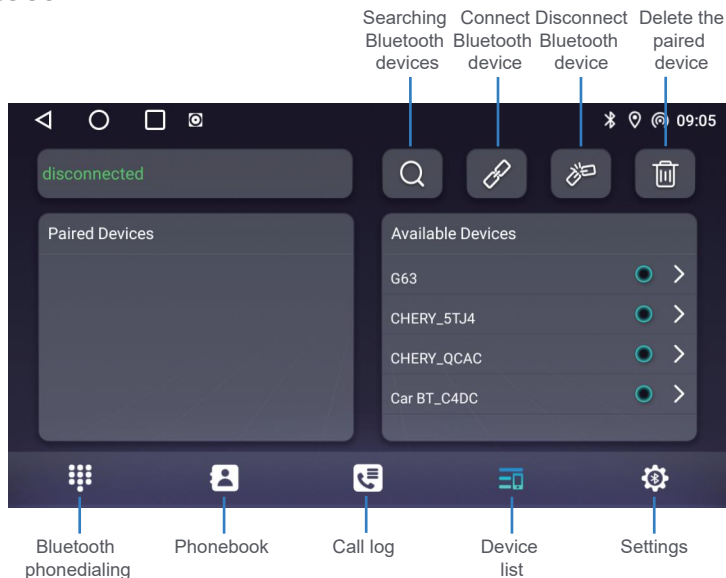 Searching Connect Disconnect Delete the
Bluetooth Bluetooth Bluetooth paired
devices device device device
09:05
disconnected
Paired Devices
Available Devices
G63
CHERY_5TJ4
CHERY_QCAC
Car BT_C4DC
Bluetooth Phonebook Call log Device Settings
phonedialing list